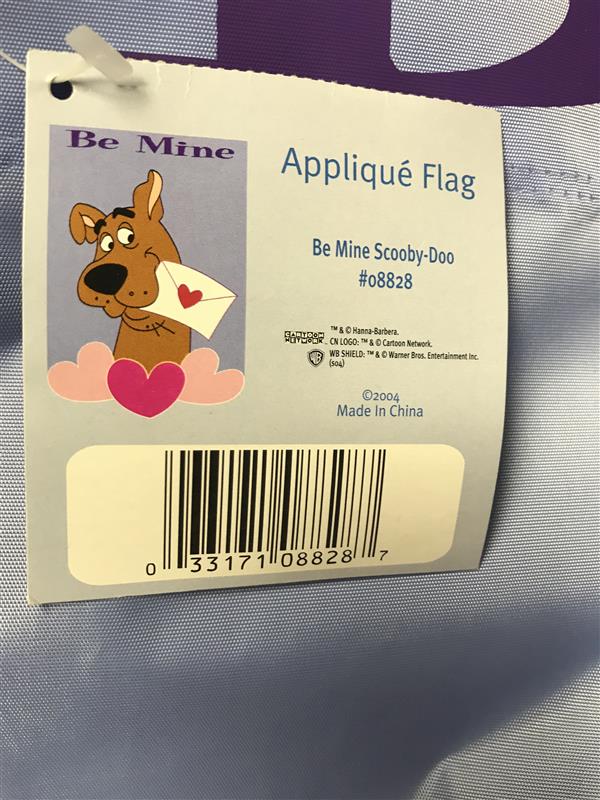 Be Mine
Appliqué Flag
Be Mine Scooby-Doo
#08828
CARTOON
NETWORK
™ & © Hanna-Barbera.
CN LOGO: ™ & © Cartoon Network.
WB SHIELD: ™ & © Warner Bros. Entertainment Inc.
(s04)
©2004
Made In China
0 33171 08828 7